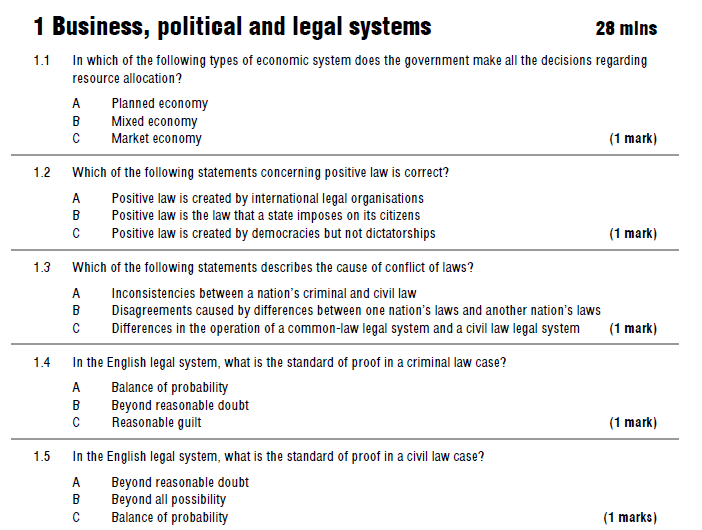 1 Business, political and legal systems 28 mins
1.1 In which of the following types of economic system does the government make all the decisions regarding
resource allocation?
A Planned economy
B Mixed economy
C Market economy (1 mark)
1.2 Which of the following statements concerning positive law is correct?
A Positive law is created by international legal organisations
B Positive law is the law that a state imposes on its citizens
C Positive law is created by democracies but not dictatorships (1 mark)
1.3 Which of the following statements describes the cause of conflict of laws?
A Inconsistencies between a nation's criminal and civil law
B Disagreements caused by differences between one nation's laws and another nation's laws
C Differences in the operation of a common-law legal system and a civil law legal system (1 mark)
1.4 In the English legal system, what is the standard of proof in a criminal law case?
A Balance of probability
B Beyond reasonable doubt
C Reasonable guilt (1 mark)
1.5 In the English legal system, what is the standard of proof in a civil law case?
A Beyond reasonable doubt
B Beyond all possibility
C Balance of probability (1 marks)